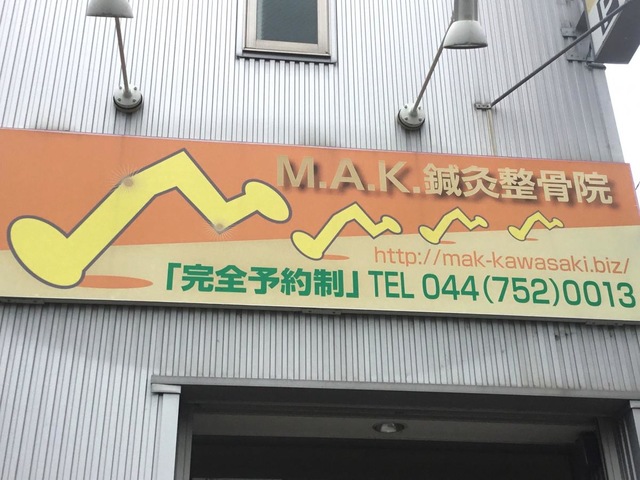 M.A.K.鍼灸整骨院
http://mak-kawasaki.biz/
「完全予約制」TEL 044(752)0013